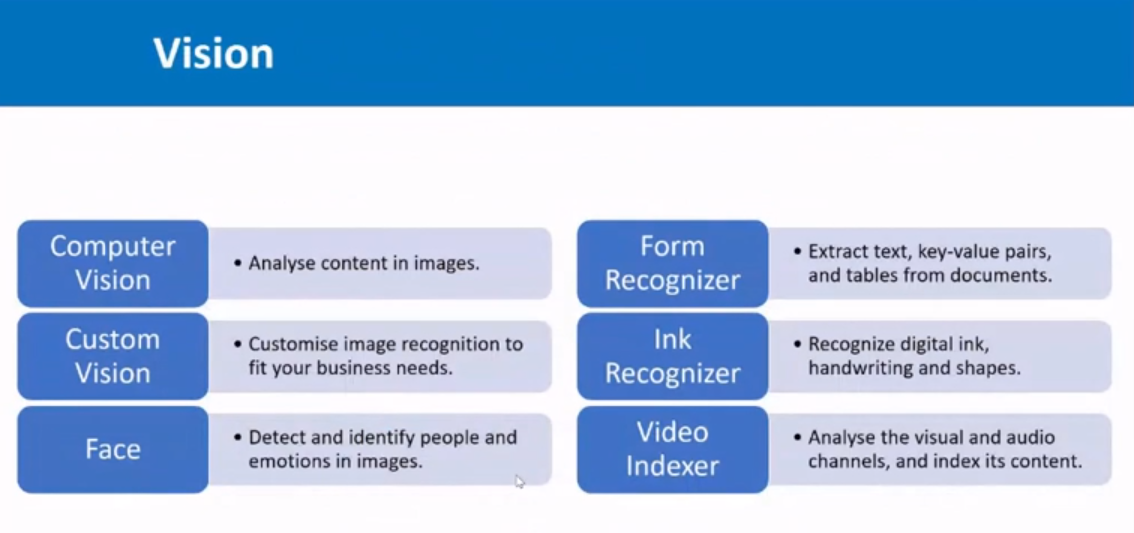 Vision
Computer
Vision
• Analyse content in images.
Custom
Vision
• Customise image recognition to
fit your business needs.
Face
• Detect and identify people and
emotions in images.
Form
Recognizer
• Extract text, key-value pairs,
and tables from documents.
Ink
Recognizer
• Recognize digital ink,
handwriting and shapes.
Video
Indexer
• Analyse the visual and audio
channels, and index its content.